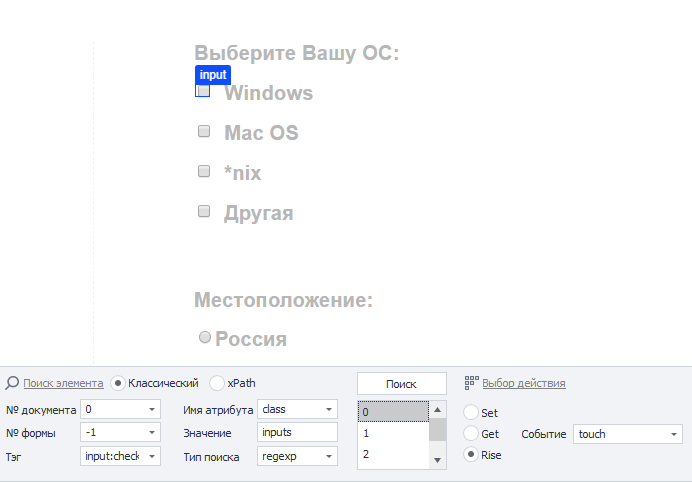 Выберите Вашу ОС:
input
Windows
Mac OS
*nix
Другая
Местоположение:
Россия
Поиск элемента Классический xPath Поиск Выбор действия
№ документа 0 Имя атрибута class 0 Set
№ формы -1 Значение inputs 1 Get Событие touch
Тэг input:check Тип поиска regexp 2 Rise